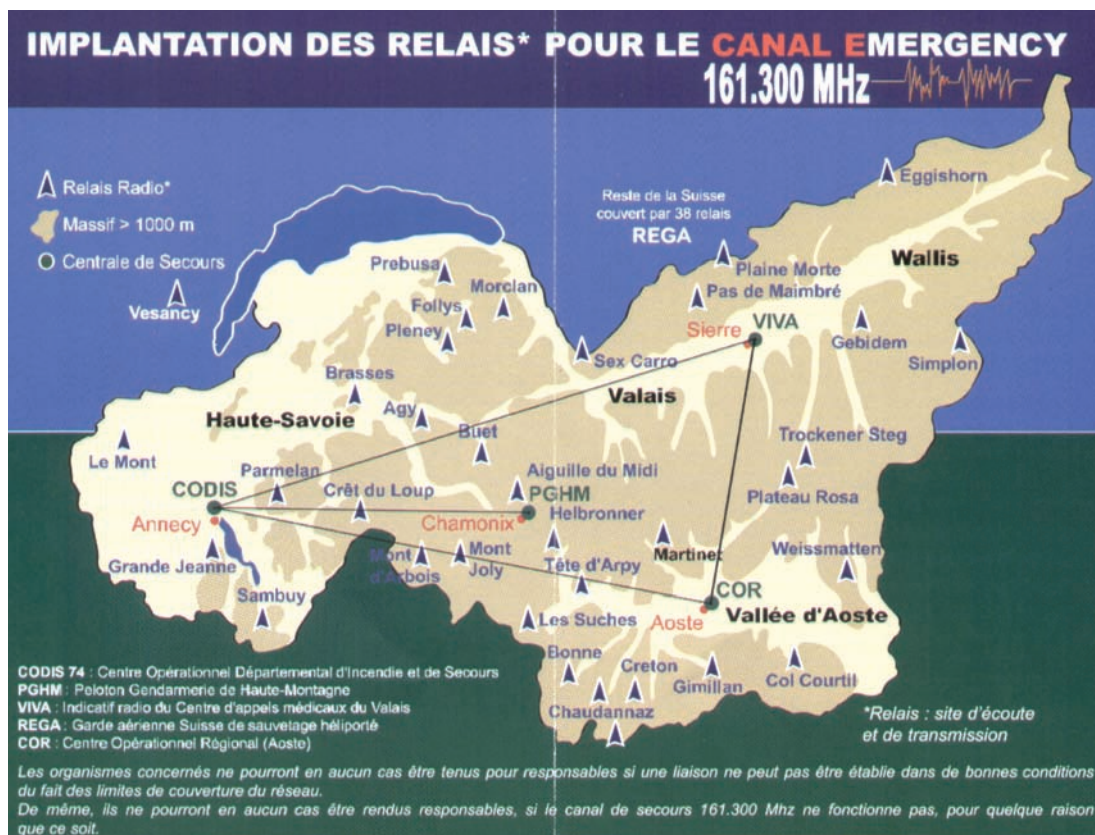 IMPLANTATION DES RELAIS* POUR LE CANAL EMERGENCY
161.300 MHz
Relais Radio*
Massif > 1000 m
Centrale de Secours
Reste de la Suisse
couvert par 38 relais
REGA
Eggishorn
Wallis
Plaine Morte
Pas de Maimbré
Prebusa
Morclan
Follys
Pleney
Vesancy
Sierre
VIVA
Gebidem
Simplon
Sex Carro
Brasses
Valais
Haute-Savoie
Agy
Buet
Trockener Steg
Le Mont
Parmelan
Aiguille du Midi
Plateau Rosa
CODIS
Crêt du Loup
PGHM
Annecy
Chamonix
Helbronner
Martinet
Weissmatten
Grande Jeanne
Mont
d'Arbois
Mont
Joly
Tête d'Arpy
COR
Sambuy
Les Suches
Aoste
Vallée d'Aoste
Bonne
Creton
Gimillan
Col Courtil
Chaudannaz
CODIS 74 : Centre Opérationnel Départemental d'Incendie et de Secours
PGHM : Peloton Gendarmerie de Haute-Montagne
VIVA : Indicatif radio du Centre d'appels médicaux du Valais
REGA : Garde aérienne Suisse de sauvetage héliporté
COR : Centre Opérationnel Régional (Aoste)
*Relais : site d'écoute
et de transmission
Les organismes concernés ne pourront en aucun cas être tenus pour responsables si une liaison ne peut pas être établie dans de bonnes conditions
du fait des limites de couverture du réseau.
De même, ils ne pourront en aucun cas être rendus responsables, si le canal de secours 161.300 Mhz ne fonctionne pas, pour quelque raison
que ce soit.